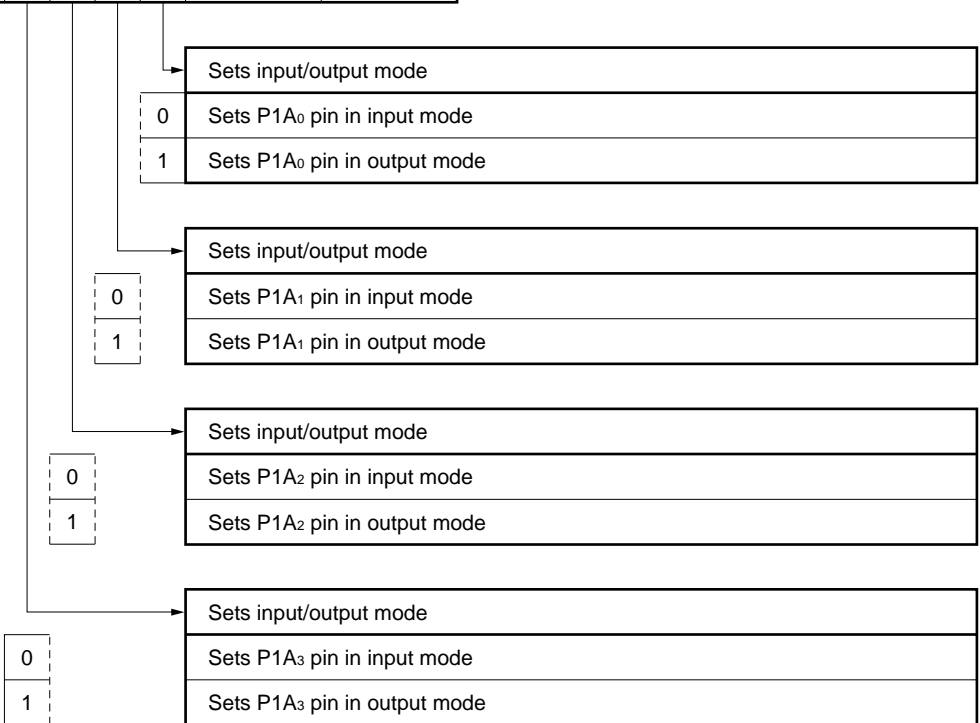 Sets input/output mode
0 Sets P1A₀ pin in input mode
1 Sets P1A₀ pin in output mode
Sets input/output mode
0 Sets P1A₁ pin in input mode
1 Sets P1A₁ pin in output mode
Sets input/output mode
0 Sets P1A₂ pin in input mode
1 Sets P1A₂ pin in output mode
Sets input/output mode
0 Sets P1A₃ pin in input mode
1 Sets P1A₃ pin in output mode